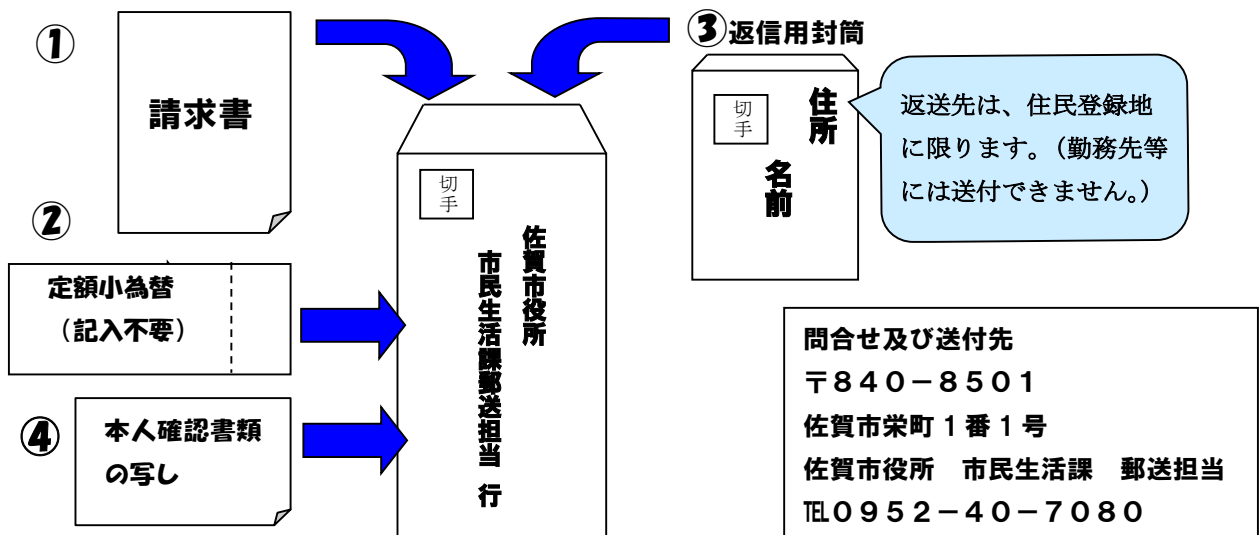 ①
請求書
②
定額小為替
（記入不要）
④
本人確認書類
の写し
切手
佐賀市役所
市民生活課郵送担当 行
③返信用封筒
切手
住所
名前
返送先は、住民登録地
に限ります。（勤務先等
には送付できません。）
問合せ及び送付先
〒８４０－８５０１
佐賀市栄町１番１号
佐賀市役所　市民生活課　郵送担当
℡０９５２－４０－７０８０